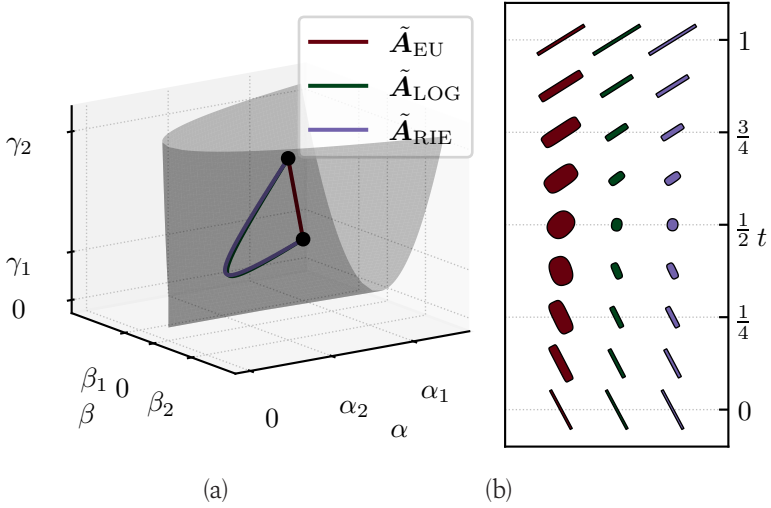 Ã_EU
Ã_LOG
Ã_RIE
γ₂
γ₁
0
β₁ 0 β₂
β
0 α₂ α₁
α
1
3/4
1/2 t
1/4
0
(a) (b)